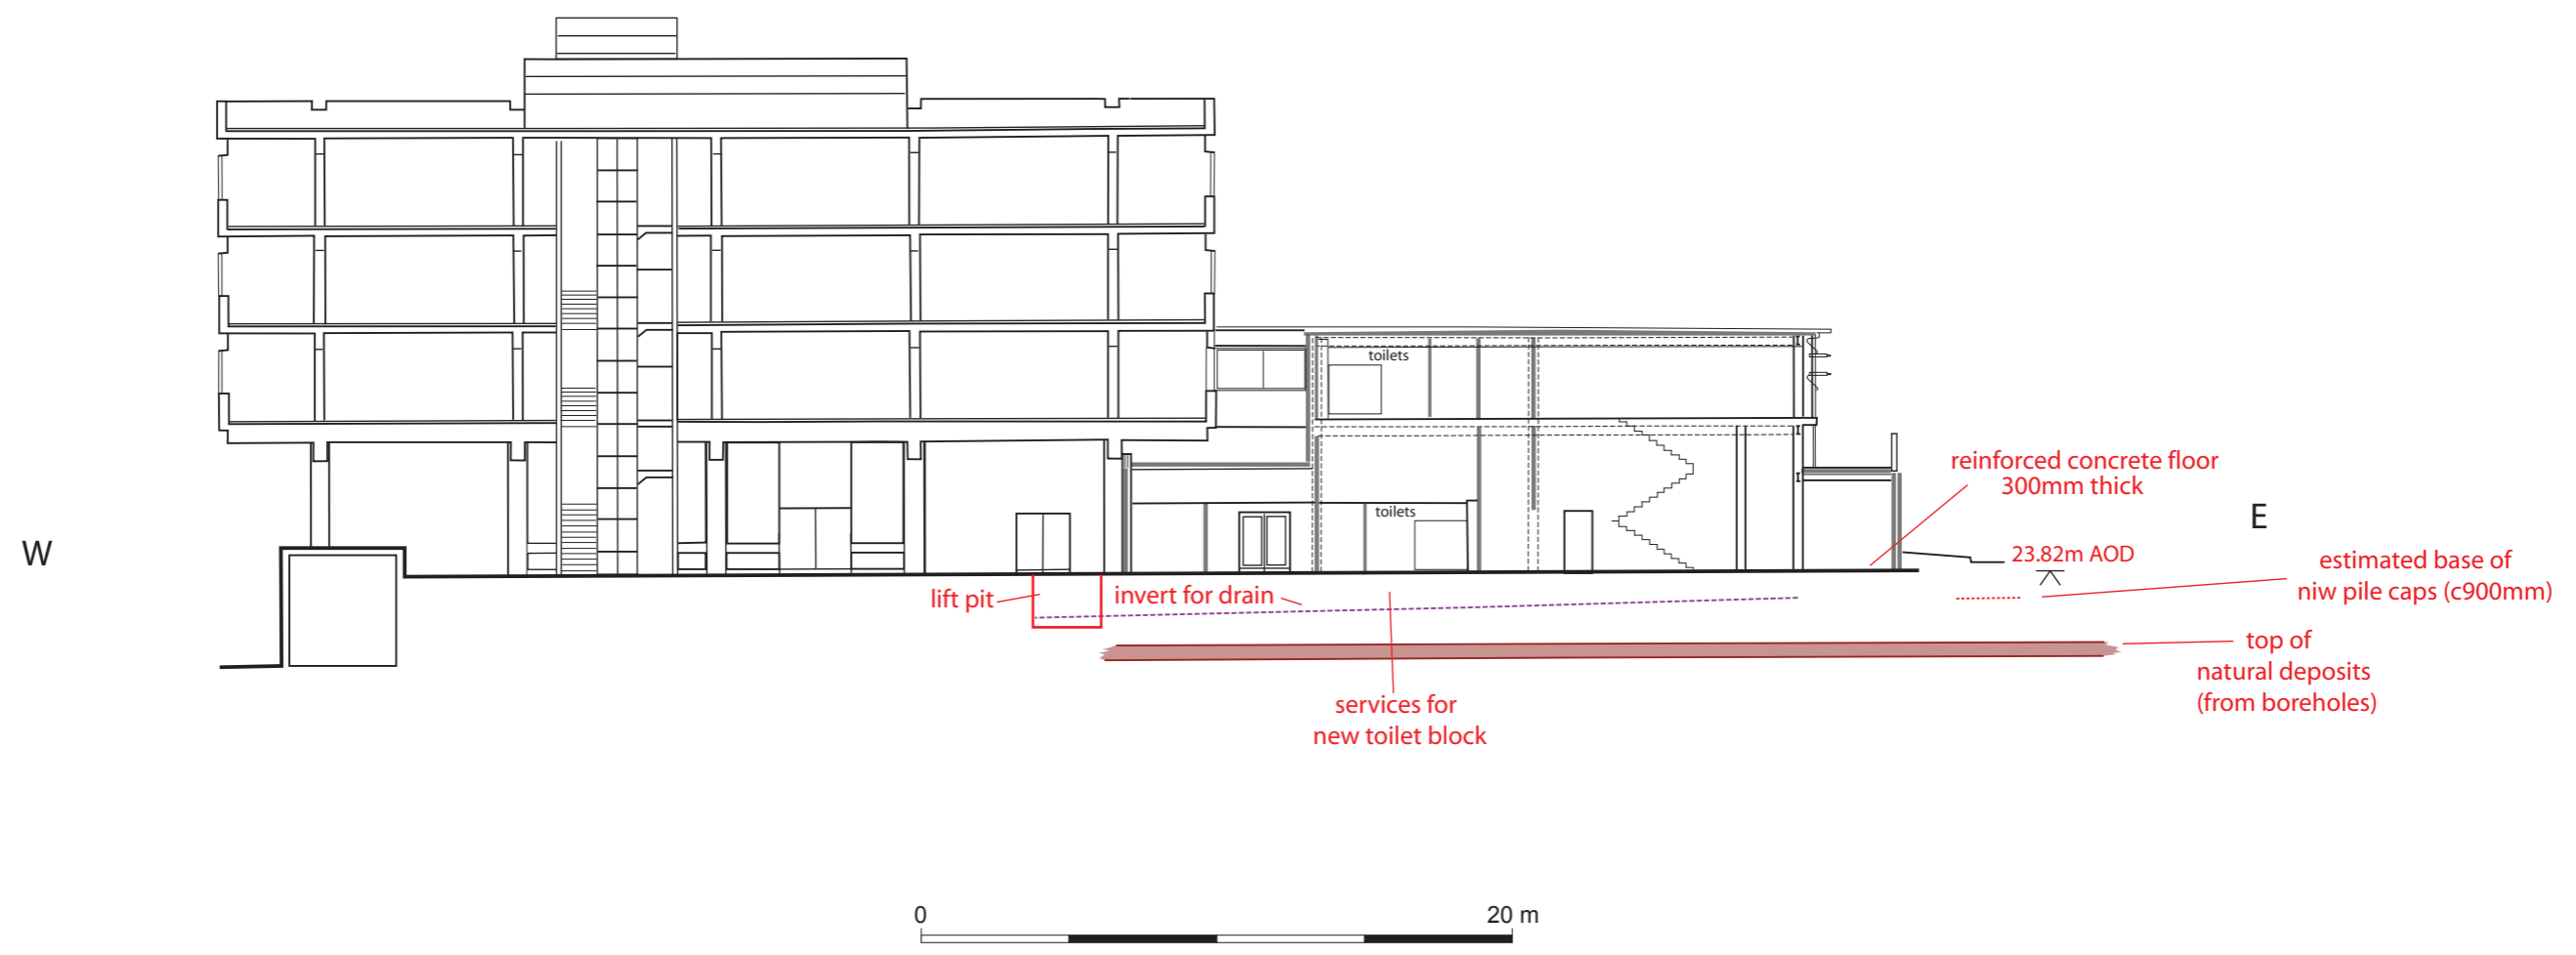 toilets
reinforced concrete floor
300mm thick
toilets
E
W
23.82m AOD
estimated base of
niw pile caps (c900mm)
lift pit
invert for drain
top of
natural deposits
(from boreholes)
services for
new toilet block
0
20 m